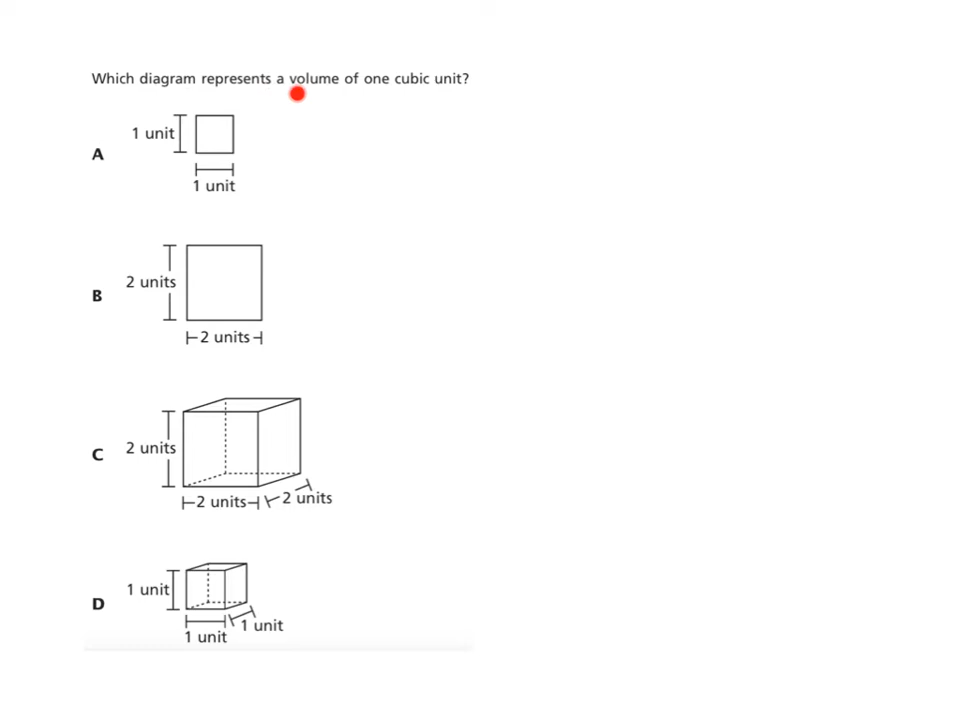 Which diagram represents a volume of one cubic unit?
1 unit
A
1 unit
2 units
B
2 units
2 units
C
2 units
2 units
1 unit
D
1 unit
1 unit